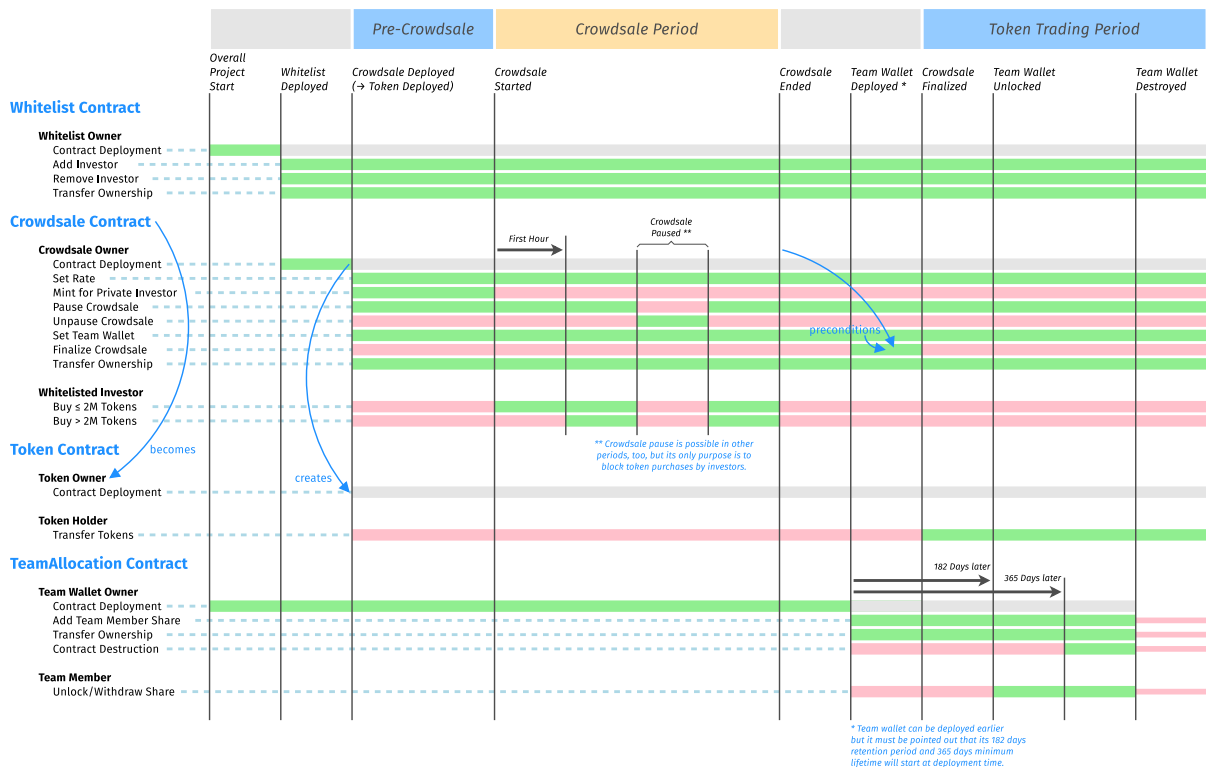 Pre-Crowdsale
Crowdsale Period
Token Trading Period
Overall
Project
Start
Whitelist
Deployed
Crowdsale Deployed
(→ Token Deployed)
Crowdsale
Started
Crowdsale
Ended
Team Wallet
Deployed *
Crowdsale
Finalized
Team Wallet
Unlocked
Team Wallet
Destroyed
Whitelist Contract
Whitelist Owner
Contract Deployment
Add Investor
Remove Investor
Transfer Ownership
Crowdsale Contract
Crowdsale
Paused **
First Hour
Crowdsale Owner
Contract Deployment
Set Rate
Mint for Private Investor
Pause Crowdsale
Unpause Crowdsale
Set Team Wallet
preconditions
Finalize Crowdsale
Transfer Ownership
Whitelisted Investor
Buy ≤ 2M Tokens
Buy > 2M Tokens
** Crowdsale pause is possible in other
periods, too, but its only purpose is to
block token purchases by investors.
Token Contract
becomes
Token Owner
creates
Contract Deployment
Token Holder
Transfer Tokens
TeamAllocation Contract
182 Days later
365 Days later
Team Wallet Owner
Contract Deployment
Add Team Member Share
Transfer Ownership
Contract Destruction
Team Member
Unlock/Withdraw Share
* Team wallet can be deployed earlier
but it must be pointed out that its 182 days
retention period and 365 days minimum
lifetime will start at deployment time.